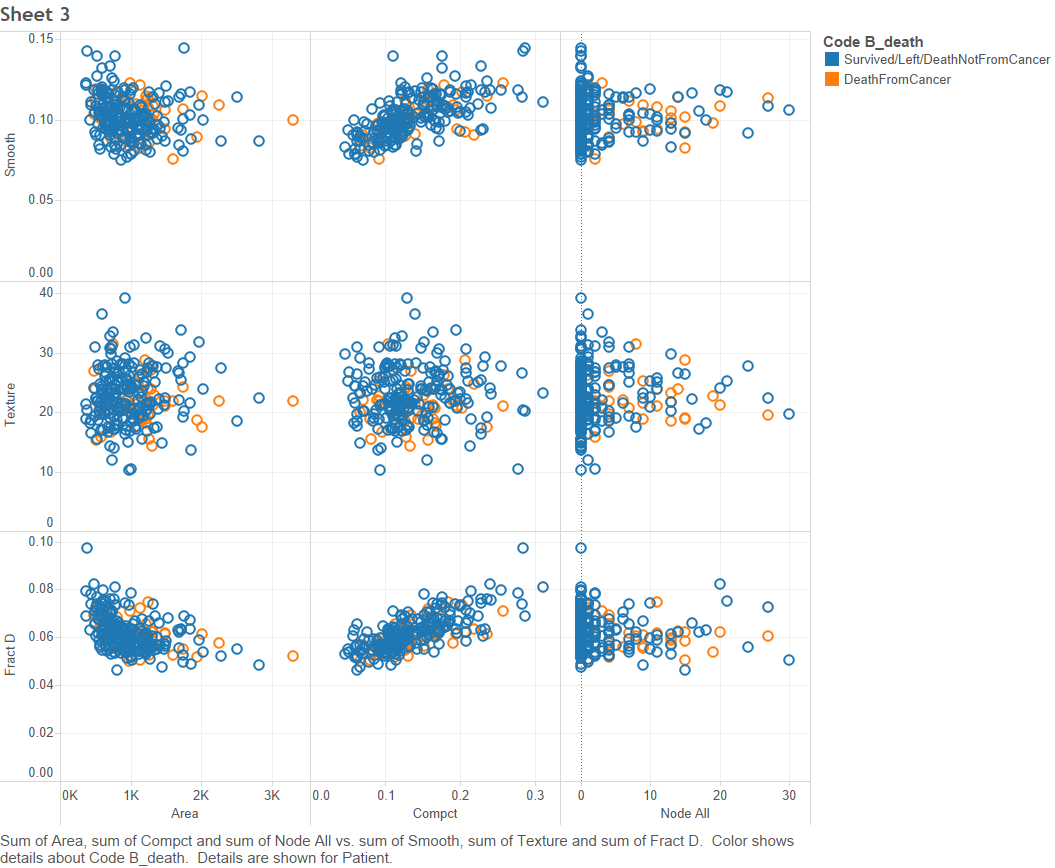 Sheet 3
Code B_death
Survived/Left/DeathNotFromCancer
DeathFromCancer
0.15
0.10
0.05
0.00
Smooth
40
30
20
10
0
Texture
0.10
0.08
0.06
0.04
0.02
0.00
Fract D
0K 1K 2K 3K
Area
0.0 0.1 0.2 0.3
Compct
0 10 20 30
Node All
Sum of Area, sum of Compct and sum of Node All vs. sum of Smooth, sum of Texture and sum of Fract D. Color shows
details about Code B_death. Details are shown for Patient.